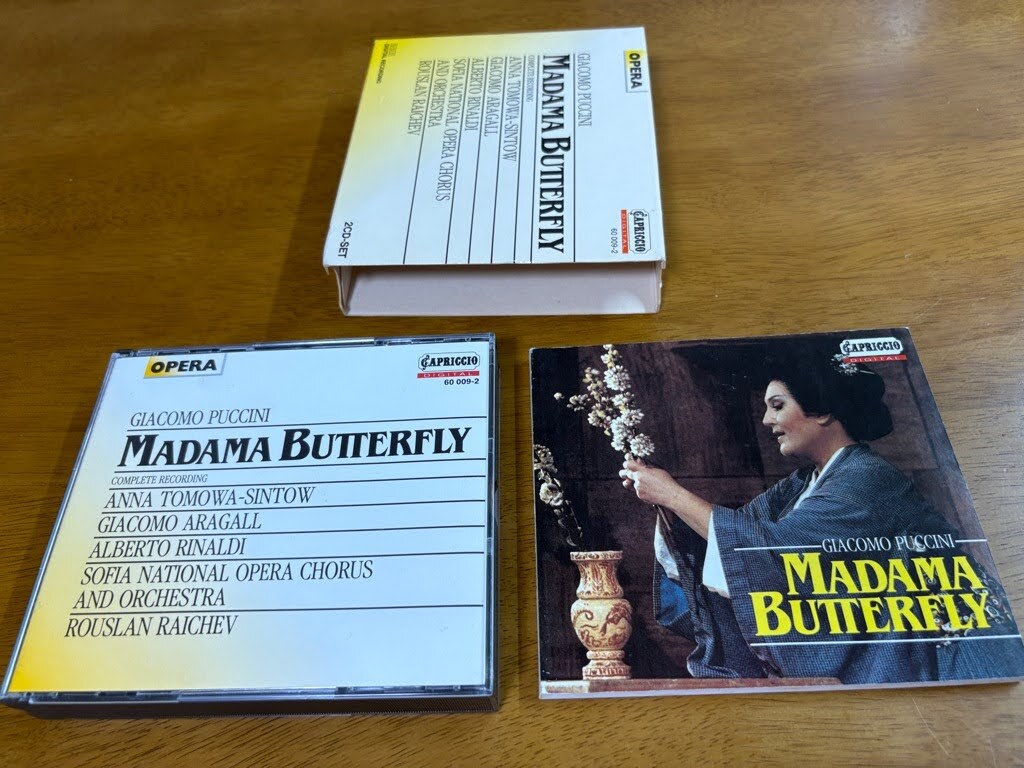 OPERA
GIACOMO PUCCINI
MADAMA BUTTERFLY
COMPLETE RECORDING
ANNA TOMOWA-SINTOW
GIACOMO ARAGALL
ALBERTO RINALDI
SOFIA NATIONAL OPERA CHORUS
AND ORCHESTRA
ROUSLAN RAICHEV
DIGITAL RECORDING
2CD-SET
CAPRICCIO
DIGITAL
60 009-2
OPERA
CAPRICCIO
DIGITAL
60 009-2
GIACOMO PUCCINI
MADAMA BUTTERFLY
COMPLETE RECORDING
ANNA TOMOWA-SINTOW
GIACOMO ARAGALL
ALBERTO RINALDI
SOFIA NATIONAL OPERA CHORUS
AND ORCHESTRA
ROUSLAN RAICHEV
CAPRICCIO
DIGITAL
GIACOMO PUCCINI
MADAMA
BUTTERFLY